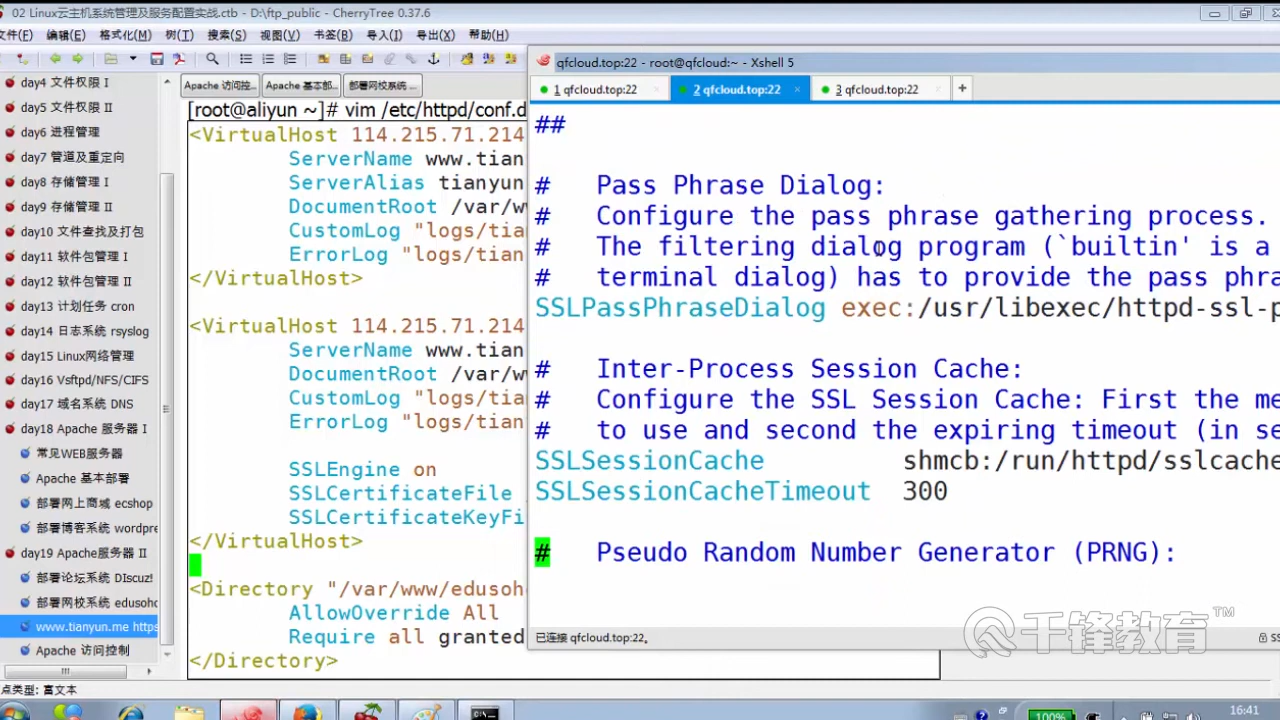 02 Linux云主机系统管理及服务配置实战.ctb - D:\ftp_public - CherryTree 0.37.6
文件(F) 编辑(E) 格式化(M) 树(T) 搜索(S) 视图(V) 书签(B) 导入(I) 导出(X) 帮助(H)
day4 文件权限 I
day5 文件权限 II
day6 进程管理
day7 管道及重定向
day8 存储管理 I
day9 存储管理 II
day10 文件查找及打包
day11 软件包管理 I
day12 软件包管理 II
day13 计划任务 cron
day14 日志系统 rsyslog
day15 Linux网络管理
day16 Vsftpd/NFS/CIFS
day17 域名系统 DNS
day18 Apache 服务器 I
常见WEB服务器
Apache 基本部署
部署网上商城 ecshop
部署博客系统 wordpre
day19 Apache服务器 II
部署论坛系统 DIscuz!
部署网校系统 edusoho
www.tianyun.me https
Apache 访问控制
点类型: 富文本
Apache 访问控... Apache 基本部... 部署网校系统 ...
[root@aliyun ~]# vim /etc/httpd/conf.d
<VirtualHost 114.215.71.214
ServerName www.tian
ServerAlias tianyun
DocumentRoot /var/w
CustomLog "logs/tian
ErrorLog "logs/tian
</VirtualHost>
<VirtualHost 114.215.71.214
ServerName www.tian
DocumentRoot /var/w
CustomLog "logs/tian
ErrorLog "logs/tian
SSLEngine on
SSLCertificateFile
SSLCertificateKeyFi
</VirtualHost>
<Directory "/var/www/edusoh
AllowOverride All
Require all granted
</Directory>
qfcloud.top:22 - root@qfcloud:~ - Xshell 5
1 qfcloud.top:22 × 2 qfcloud.top:22 × 3 qfcloud.top:22 × +
##
# Pass Phrase Dialog:
# Configure the pass phrase gathering process.
# The filtering dialog program (`builtin' is a
# terminal dialog) has to provide the pass phra
SSLPassPhraseDialog exec:/usr/libexec/httpd-ssl-p
# Inter-Process Session Cache:
# Configure the SSL Session Cache: First the me
# to use and second the expiring timeout (in se
SSLSessionCache shmcb:/run/httpd/sslcache
SSLSessionCacheTimeout 300
# Pseudo Random Number Generator (PRNG):
已连接 qfcloud.top:22。
千锋教育™
100%
16:41